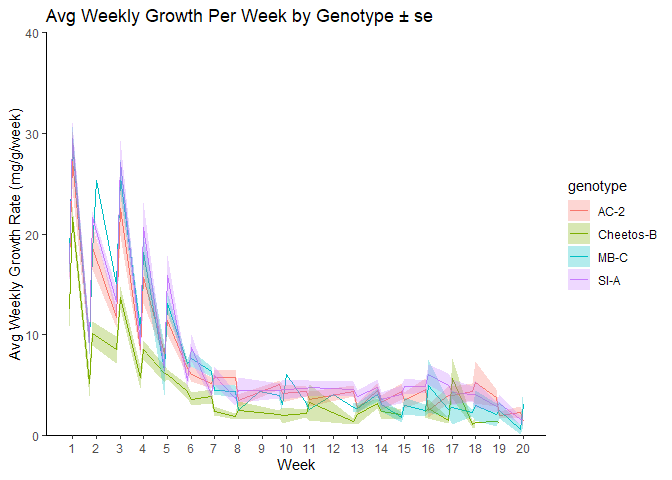 Avg Weekly Growth Per Week by Genotype ± se
Avg Weekly Growth Rate (mg/g/week)
40
30
20
10
0
1 2 3 4 5 6 7 8 9 10 11 12 13 14 15 16 17 18 19 20
Week
genotype
AC-2
Cheetos-B
MB-C
SI-A